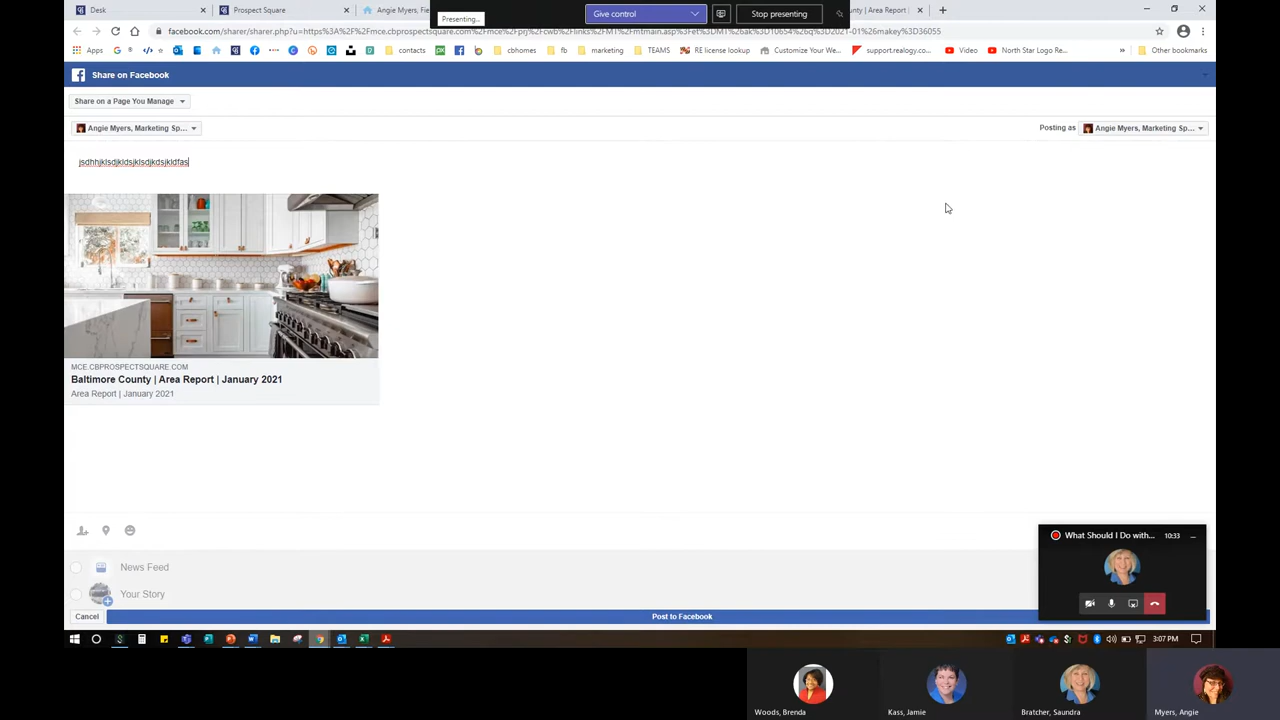 Desk
Prospect Square
Angie Myers, Fie
Presenting...
Give control
Stop presenting
County | Area Report |
facebook.com/sharer/sharer.php?u=https%3A%2F%2Fmce.cbprospectsquare.com%2Fmce%2Fprj%2Fcwb%2Flinks%2FMT%2Fmtmain.asp%3Fet%3DMT%26ak%3D10654%26q%3D2021-01%26makey%3D36055
Apps
contacts
cbhomes
fb
marketing
TEAMS
RE license lookup
Customize Your We...
support.realogy.co...
Video
North Star Logo Re...
Other bookmarks
Share on Facebook
Share on a Page You Manage
Angie Myers, Marketing Sp...
Posting as
Angie Myers, Marketing Sp...
MCE.CBPROSPECTSQUARE.COM
Baltimore County | Area Report | January 2021
Area Report | January 2021
What Should I Do with...
10:33
News Feed
Your Story
Cancel
Post to Facebook
3:07 PM
Woods, Brenda
Kass, Jamie
Bratcher, Saundra
Myers, Angie